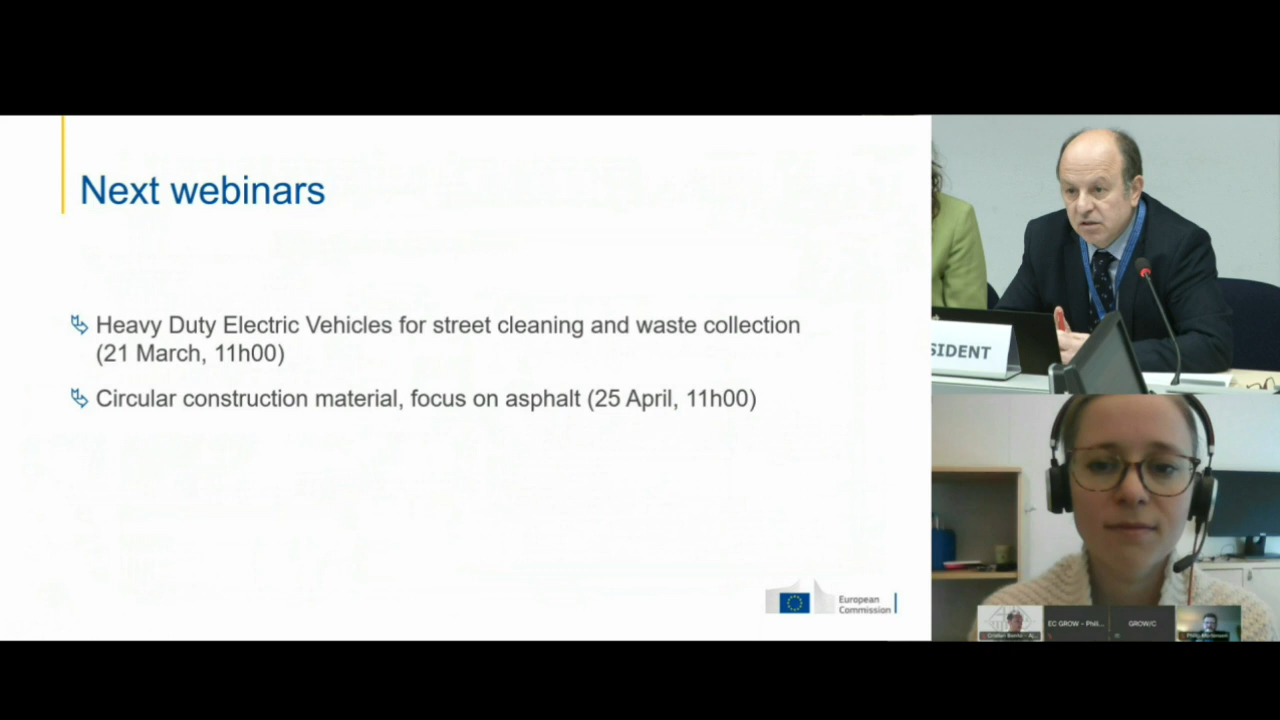 Next webinars
Heavy Duty Electric Vehicles for street cleaning and waste collection
(21 March, 11h00)
Circular construction material, focus on asphalt (25 April, 11h00)
European
Commission
SIDENT
EC GROW - Phil...
GROW/C